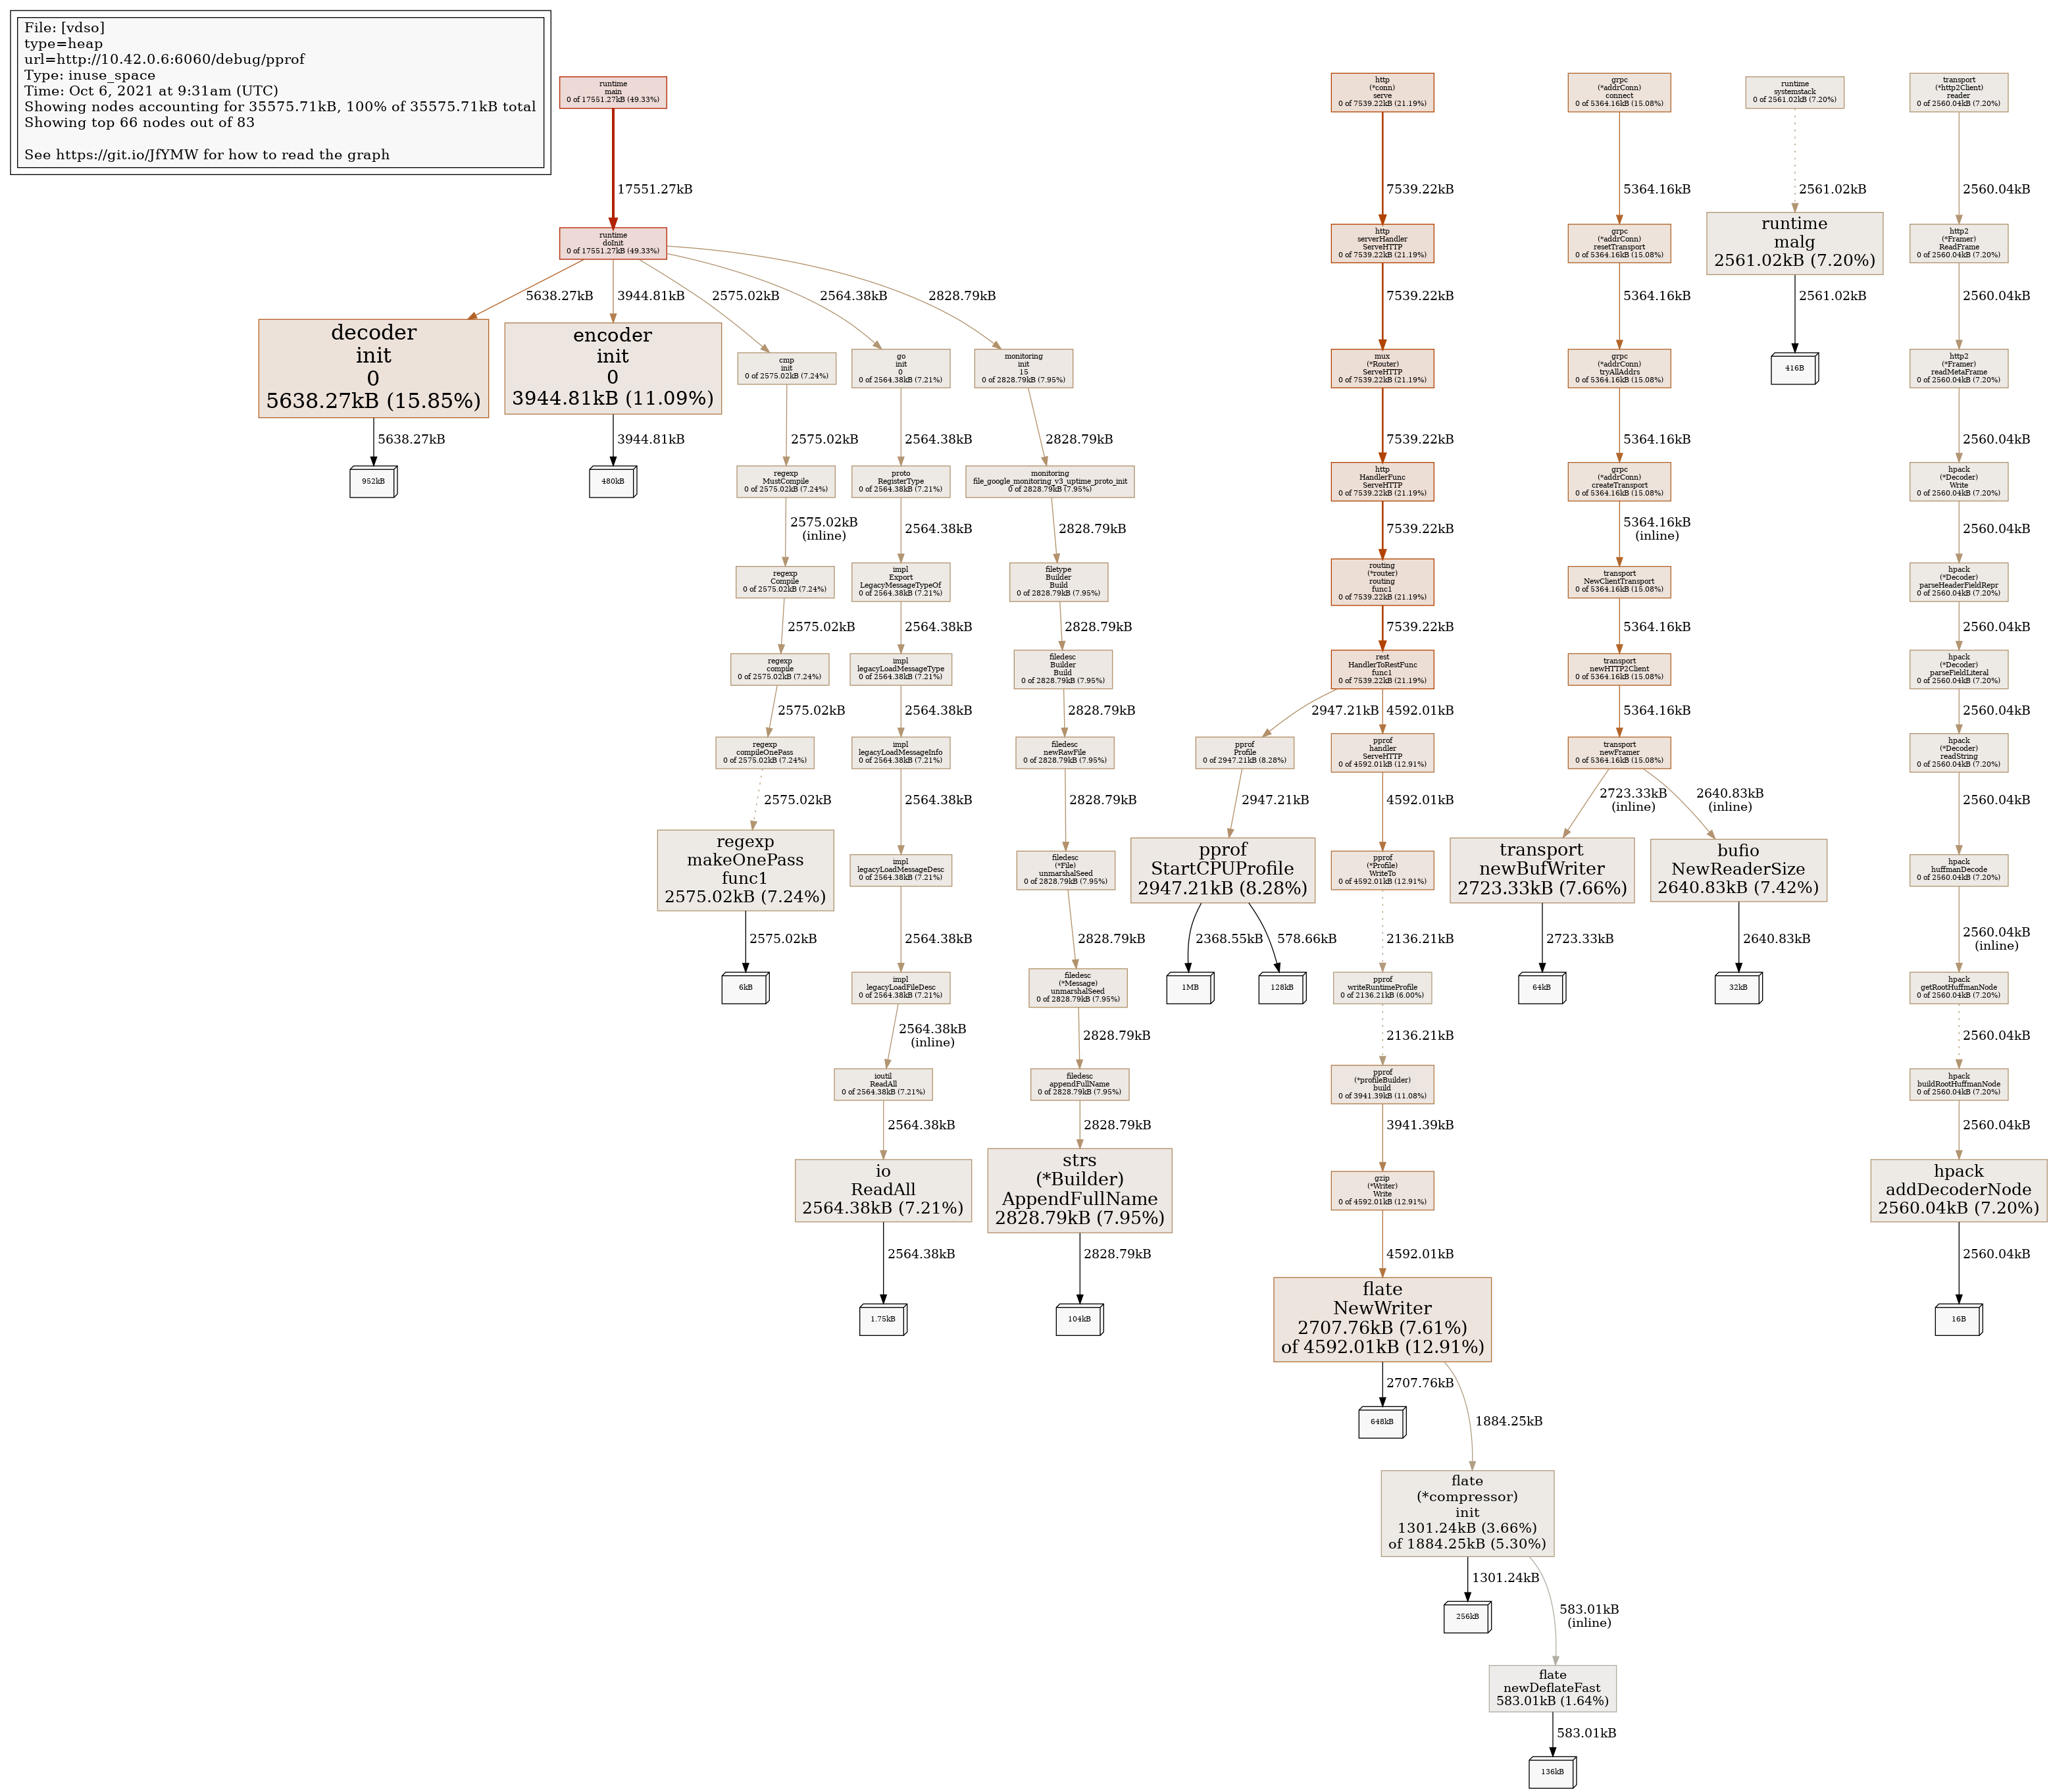 File: [vdso]
type=heap
url=http://10.42.0.6:6060/debug/pprof
Type: inuse_space
Time: Oct 6, 2021 at 9:31am (UTC)
Showing nodes accounting for 35575.71kB, 100% of 35575.71kB total
Showing top 66 nodes out of 83
See https://git.io/JfYMW for how to read the graph
runtime
main
0 of 17551.27kB (49.33%)
17551.27kB
runtime
doInit
0 of 17551.27kB (49.33%)
5638.27kB
3944.81kB
2575.02kB
2564.38kB
2828.79kB
decoder
init
0
5638.27kB (15.85%)
5638.27kB
952kB
encoder
init
0
3944.81kB (11.09%)
3944.81kB
480kB
cmp
init
0 of 2575.02kB (7.24%)
2575.02kB
regexp
MustCompile
0 of 2575.02kB (7.24%)
2575.02kB
(inline)
regexp
Compile
0 of 2575.02kB (7.24%)
2575.02kB
regexp
compile
0 of 2575.02kB (7.24%)
2575.02kB
regexp
compileOnePass
0 of 2575.02kB (7.24%)
2575.02kB
regexp
makeOnePass
func1
2575.02kB (7.24%)
2575.02kB
6kB
go
init
0
0 of 2564.38kB (7.21%)
2564.38kB
proto
RegisterType
0 of 2564.38kB (7.21%)
2564.38kB
impl
Export
LegacyMessageTypeOf
0 of 2564.38kB (7.21%)
2564.38kB
impl
legacyLoadMessageType
0 of 2564.38kB (7.21%)
2564.38kB
impl
legacyLoadMessageInfo
0 of 2564.38kB (7.21%)
2564.38kB
impl
legacyLoadMessageDesc
0 of 2564.38kB (7.21%)
2564.38kB
impl
legacyLoadFileDesc
0 of 2564.38kB (7.21%)
2564.38kB
(inline)
ioutil
ReadAll
0 of 2564.38kB (7.21%)
2564.38kB
io
ReadAll
2564.38kB (7.21%)
2564.38kB
1.75kB
monitoring
init
15
0 of 2828.79kB (7.95%)
2828.79kB
monitoring
file_google_monitoring_v3_uptime_proto_init
0 of 2828.79kB (7.95%)
2828.79kB
filetype
Builder
Build
0 of 2828.79kB (7.95%)
2828.79kB
filedesc
Builder
Build
0 of 2828.79kB (7.95%)
2828.79kB
filedesc
newRawFile
0 of 2828.79kB (7.95%)
2828.79kB
filedesc
(*File)
unmarshalSeed
0 of 2828.79kB (7.95%)
2828.79kB
filedesc
(*Message)
unmarshalSeed
0 of 2828.79kB (7.95%)
2828.79kB
filedesc
appendFullName
0 of 2828.79kB (7.95%)
2828.79kB
strs
(*Builder)
AppendFullName
2828.79kB (7.95%)
2828.79kB
104kB
http
(*conn)
serve
0 of 7539.22kB (21.19%)
7539.22kB
http
serverHandler
ServeHTTP
0 of 7539.22kB (21.19%)
7539.22kB
mux
(*Router)
ServeHTTP
0 of 7539.22kB (21.19%)
7539.22kB
http
HandlerFunc
ServeHTTP
0 of 7539.22kB (21.19%)
7539.22kB
routing
(*router)
routing
func1
0 of 7539.22kB (21.19%)
7539.22kB
rest
HandlerToRestFunc
func1
0 of 7539.22kB (21.19%)
2947.21kB
4592.01kB
pprof
Profile
0 of 2947.21kB (8.28%)
2947.21kB
pprof
StartCPUProfile
2947.21kB (8.28%)
2368.55kB
578.66kB
1MB
128kB
pprof
handler
ServeHTTP
0 of 4592.01kB (12.91%)
4592.01kB
pprof
(*Profile)
WriteTo
0 of 4592.01kB (12.91%)
2136.21kB
pprof
writeRuntimeProfile
0 of 2136.21kB (6.00%)
2136.21kB
pprof
(*profileBuilder)
build
0 of 3941.39kB (11.08%)
3941.39kB
gzip
(*Writer)
Write
0 of 4592.01kB (12.91%)
4592.01kB
flate
NewWriter
2707.76kB (7.61%)
of 4592.01kB (12.91%)
2707.76kB
1884.25kB
648kB
flate
(*compressor)
init
1301.24kB (3.66%)
of 1884.25kB (5.30%)
1301.24kB
583.01kB
(inline)
256kB
flate
newDeflateFast
583.01kB (1.64%)
583.01kB
136kB
grpc
(*addrConn)
connect
0 of 5364.16kB (15.08%)
5364.16kB
grpc
(*addrConn)
resetTransport
0 of 5364.16kB (15.08%)
5364.16kB
grpc
(*addrConn)
tryAllAddrs
0 of 5364.16kB (15.08%)
5364.16kB
grpc
(*addrConn)
createTransport
0 of 5364.16kB (15.08%)
5364.16kB
(inline)
transport
NewClientTransport
0 of 5364.16kB (15.08%)
5364.16kB
transport
newHTTP2Client
0 of 5364.16kB (15.08%)
5364.16kB
transport
newFramer
0 of 5364.16kB (15.08%)
2723.33kB
(inline)
2640.83kB
(inline)
transport
newBufWriter
2723.33kB (7.66%)
2723.33kB
64kB
bufio
NewReaderSize
2640.83kB (7.42%)
2640.83kB
32kB
runtime
systemstack
0 of 2561.02kB (7.20%)
2561.02kB
runtime
malg
2561.02kB (7.20%)
2561.02kB
416B
transport
(*http2Client)
reader
0 of 2560.04kB (7.20%)
2560.04kB
http2
(*Framer)
ReadFrame
0 of 2560.04kB (7.20%)
2560.04kB
http2
(*Framer)
readMetaFrame
0 of 2560.04kB (7.20%)
2560.04kB
hpack
(*Decoder)
Write
0 of 2560.04kB (7.20%)
2560.04kB
hpack
(*Decoder)
parseHeaderFieldRepr
0 of 2560.04kB (7.20%)
2560.04kB
hpack
(*Decoder)
parseFieldLiteral
0 of 2560.04kB (7.20%)
2560.04kB
hpack
(*Decoder)
readString
0 of 2560.04kB (7.20%)
2560.04kB
hpack
huffmanDecode
0 of 2560.04kB (7.20%)
2560.04kB
(inline)
hpack
getRootHuffmanNode
0 of 2560.04kB (7.20%)
2560.04kB
hpack
buildRootHuffmanNode
0 of 2560.04kB (7.20%)
2560.04kB
hpack
addDecoderNode
2560.04kB (7.20%)
2560.04kB
16B